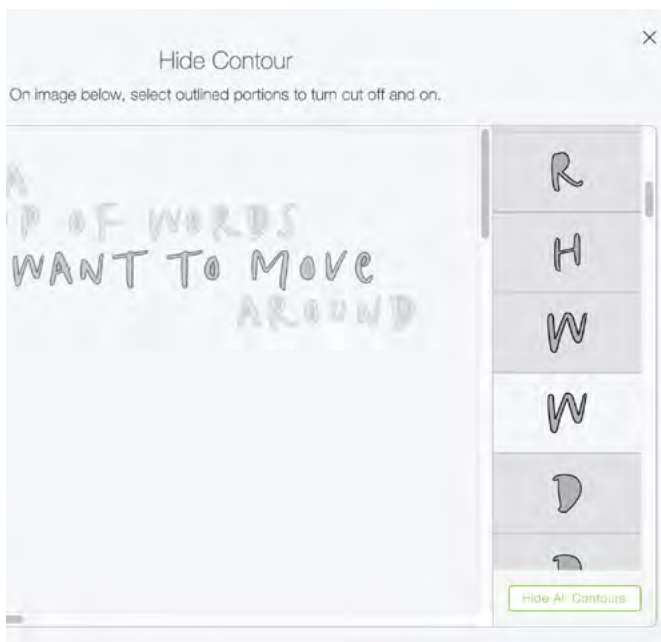 Hide Contour
On image below, select outlined portions to turn cut off and on.
A
P OF WORDS
WANT TO MOVE
AROUND
R
H
W
W
D
Hide All Contours